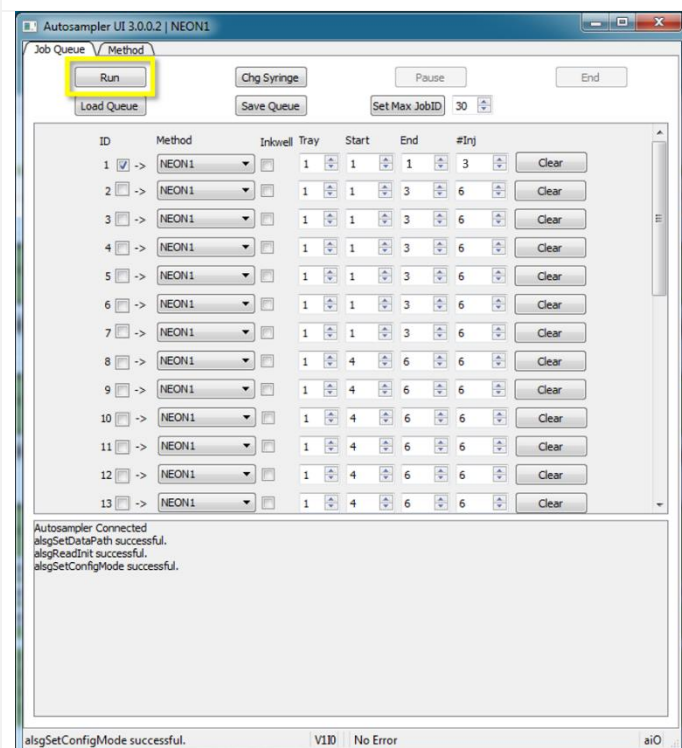 Autosampler UI 3.0.0.2 | NEON1
Job Queue Method
Run Chg Syringe Pause End
Load Queue Save Queue Set Max JobID 30
ID Method Inkwell Tray Start End #Inj
1 -> NEON1 1 1 1 3 Clear
2 -> NEON1 1 1 3 6 Clear
3 -> NEON1 1 1 3 6 Clear
4 -> NEON1 1 1 3 6 Clear
5 -> NEON1 1 1 3 6 Clear
6 -> NEON1 1 1 3 6 Clear
7 -> NEON1 1 1 3 6 Clear
8 -> NEON1 1 4 6 6 Clear
9 -> NEON1 1 4 6 6 Clear
10 -> NEON1 1 4 6 6 Clear
11 -> NEON1 1 4 6 6 Clear
12 -> NEON1 1 4 6 6 Clear
13 -> NEON1 1 4 6 6 Clear
Autosampler Connected
alsgSetDataPath successful.
alsgReadInit successful.
alsgSetConfigMode successful.
alsgSetConfigMode successful. No Error aiO